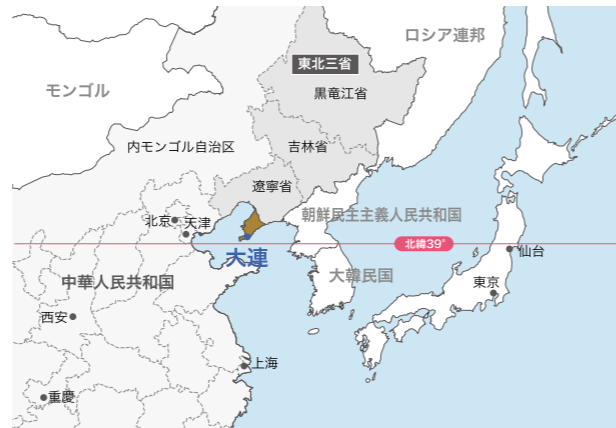 ロシア連邦
東北三省
モンゴル
黒竜江省
内モンゴル自治区
吉林省
遼寧省
朝鮮民主主義人民共和国
北京
天津
北緯39°
仙台
大連
大韓民国
中華人民共和国
東京
西安
上海
重慶